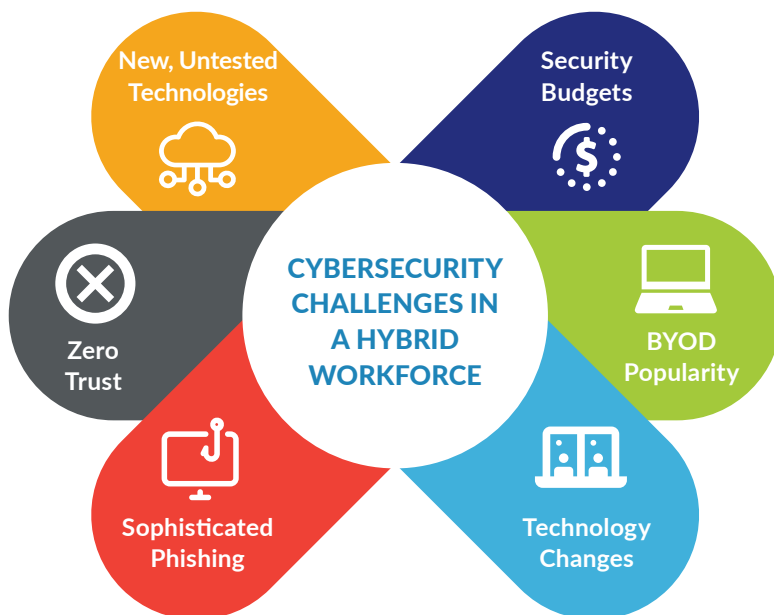 New, Untested
Technologies
Security
Budgets
$
CYBERSECURITY
CHALLENGES IN
A HYBRID
WORKFORCE
Zero
Trust
BYOD
Popularity
Sophisticated
Phishing
Technology
Changes